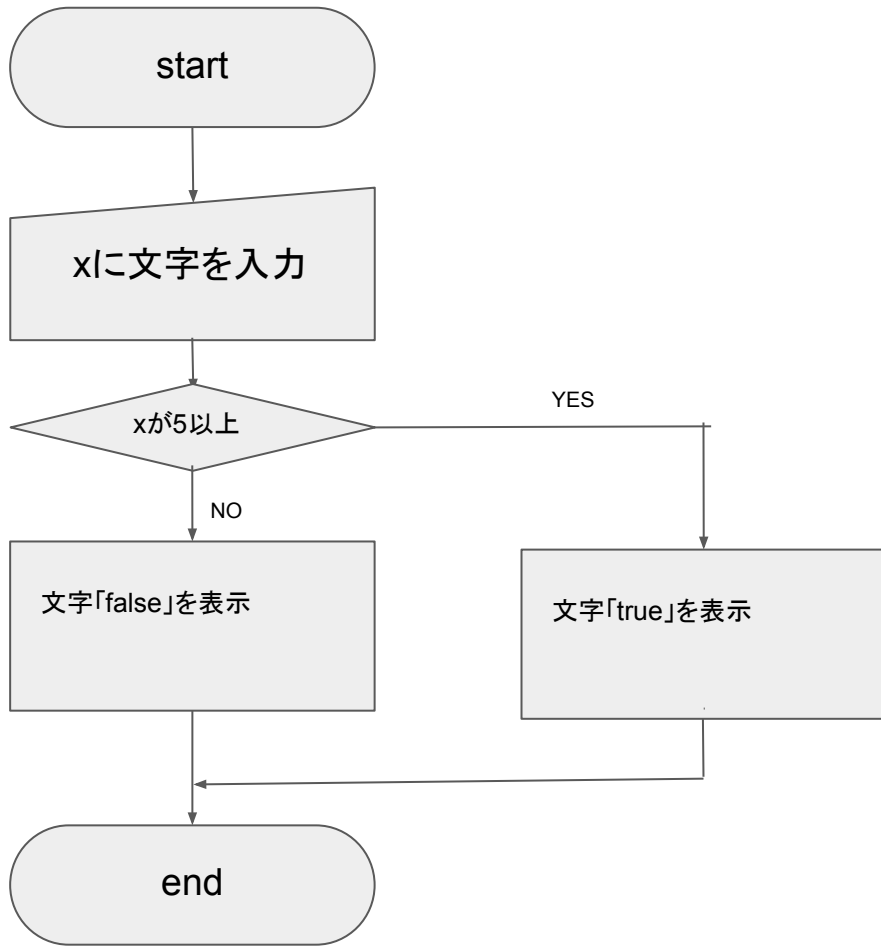 start
xに文字を入力
xが5以上
YES
NO
文字｢false｣を表示
文字｢true｣を表示
end